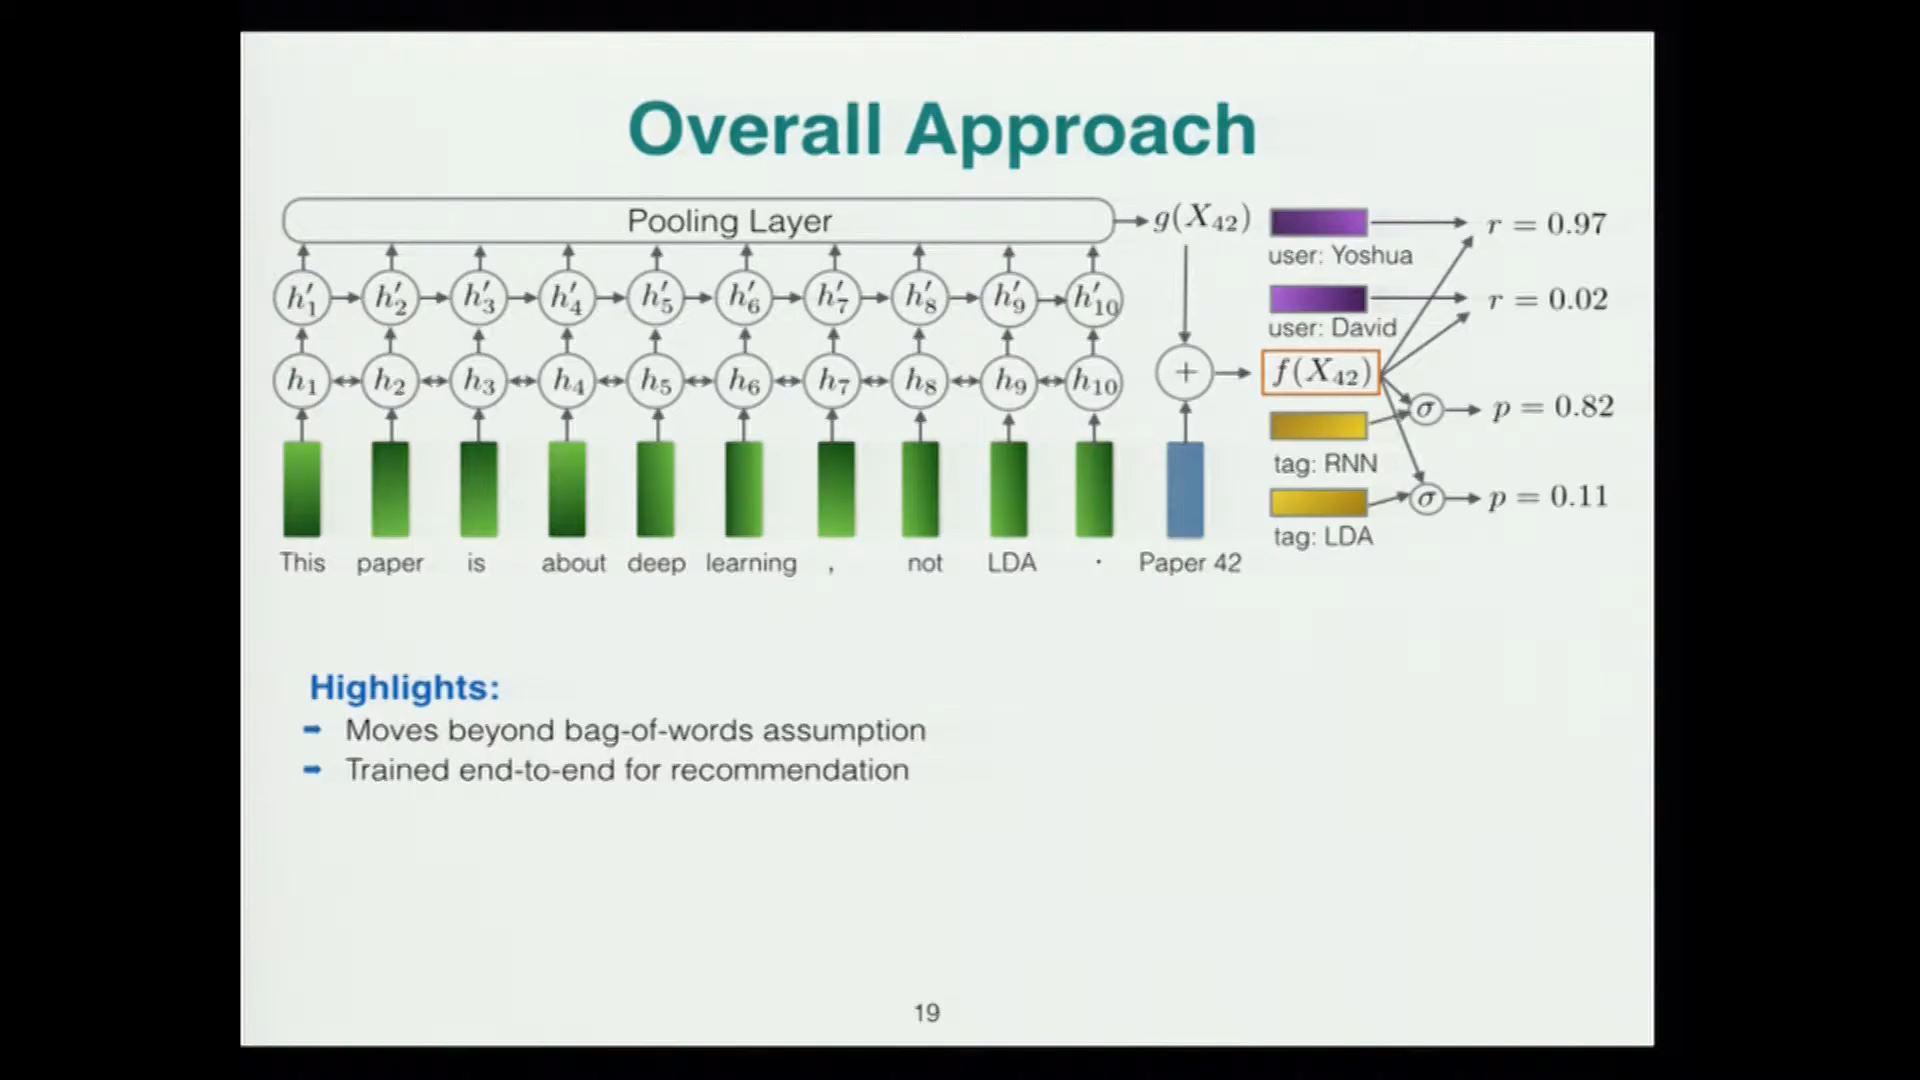 Overall Approach
Pooling Layer
g(X₄₂)
r = 0.97
user: Yoshua
h′₁ h′₂ h′₃ h′₄ h′₅ h′₆ h′₇ h′₈ h′₉ h′₁₀
r = 0.02
user: David
h₁ h₂ h₃ h₄ h₅ h₆ h₇ h₈ h₉ h₁₀
+
f(X₄₂)
σ
p = 0.82
tag: RNN
σ
p = 0.11
tag: LDA
This paper is about deep learning , not LDA . Paper 42
Highlights:
Moves beyond bag-of-words assumption
Trained end-to-end for recommendation
19